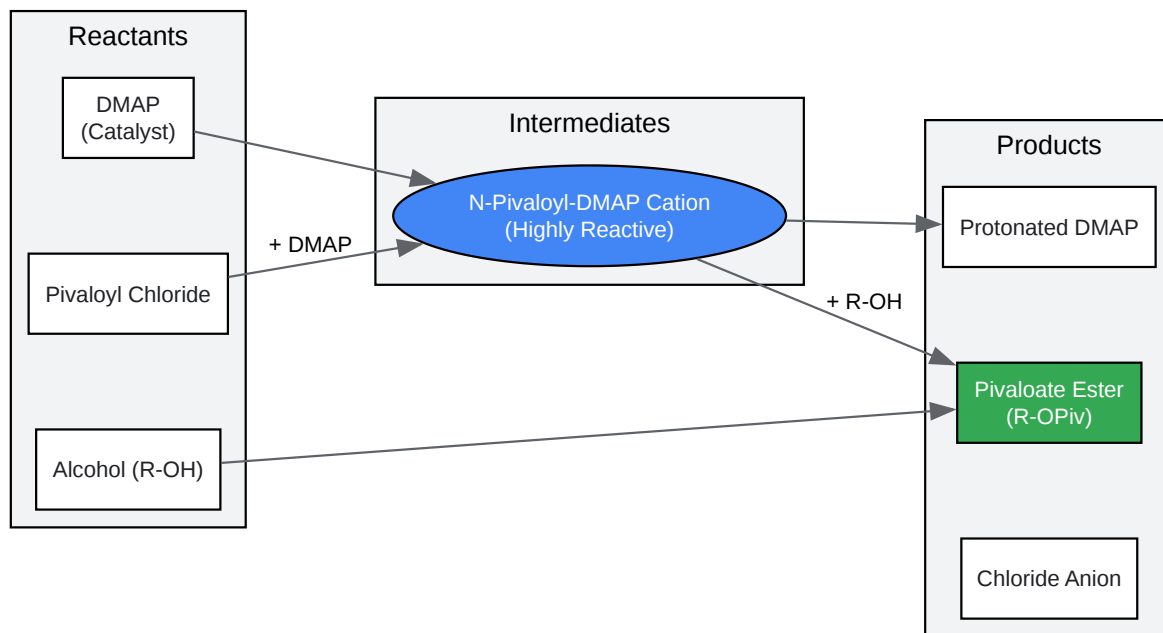 Reactants
DMAP
(Catalyst)
Pivaloyl Chloride
Alcohol (R-OH)
+ DMAP
Intermediates
N-Pivaloyl-DMAP Cation
(Highly Reactive)
+ R-OH
Products
Protonated DMAP
Pivaloate Ester
(R-OPiv)
Chloride Anion